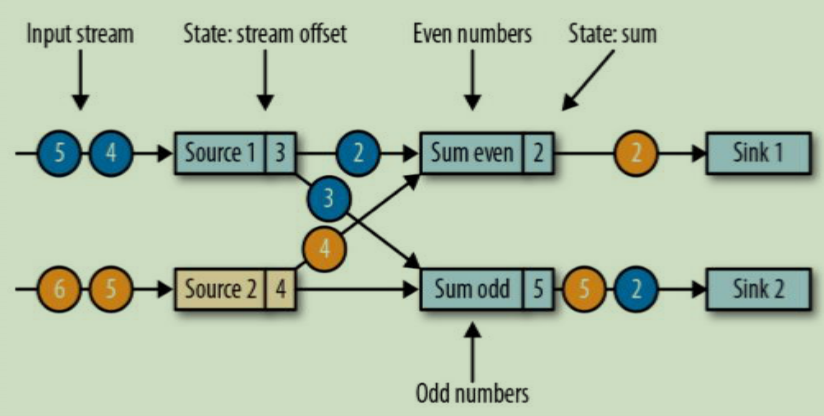 Input stream
State: stream offset
Even numbers
State: sum
5
4
Source 1
3
2
Sum even
2
2
Sink 1
3
4
6
5
Source 2
4
Sum odd
5
5
2
Sink 2
Odd numbers